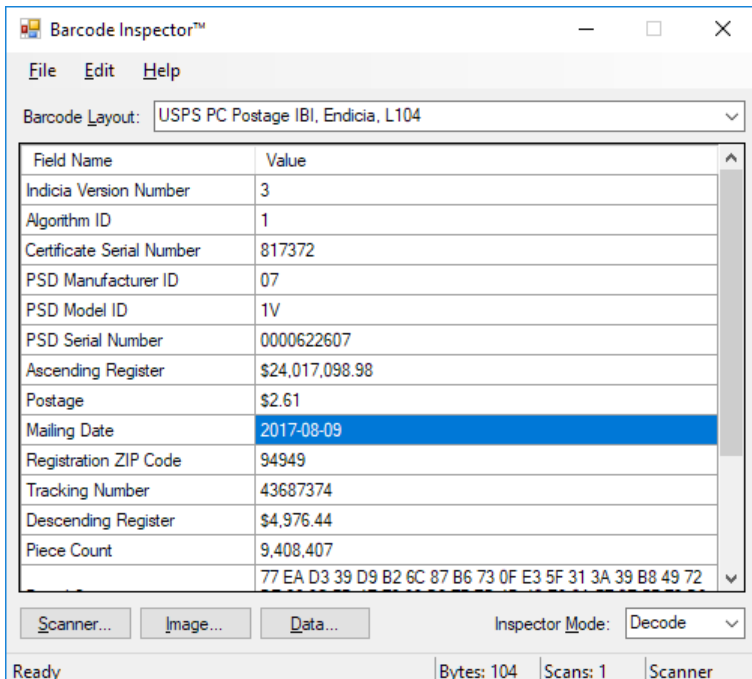 Barcode Inspector™
File Edit Help
Barcode Layout: USPS PC Postage IBI, Endicia, L104
Field Name Value
Indicia Version Number 3
Algorithm ID 1
Certificate Serial Number 817372
PSD Manufacturer ID 07
PSD Model ID 1V
PSD Serial Number 0000622607
Ascending Register $24,017,098.98
Postage $2.61
Mailing Date 2017-08-09
Registration ZIP Code 94949
Tracking Number 43687374
Descending Register $4,976.44
Piece Count 9,408,407
77 EA D3 39 D9 B2 6C 87 B6 73 0F E3 5F 31 3A 39 B8 49 72
Scanner... Image... Data... Inspector Mode: Decode
Ready Bytes: 104 Scans: 1 Scanner